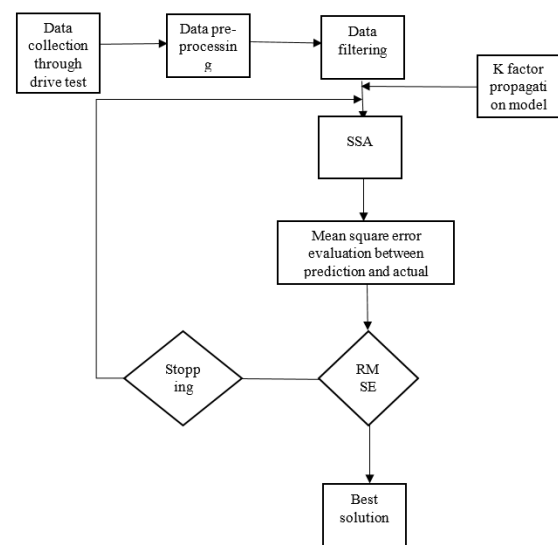 Data
collection
through
drive test
Data pre-
processin
g
Data
filtering
K factor
propagati
on model
SSA
Mean square error
evaluation between
prediction and actual
Stopp
ing
RM
SE
Best
solution